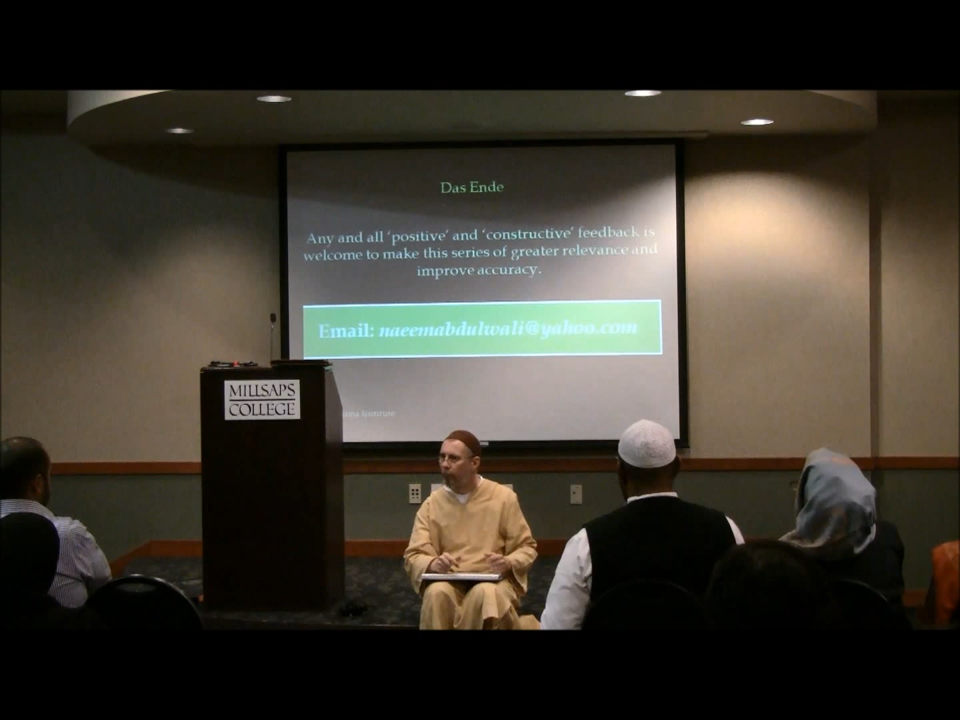 Das Ende
Any and all 'positive' and 'constructive' feedback is
welcome to make this series of greater relevance and
improve accuracy.
Email: naeemabdulwali@yahoo.com
MILLSAPS
COLLEGE